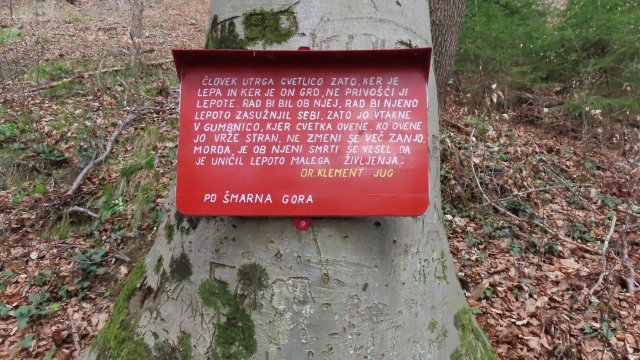 ČLOVEK UTRGA CVETLICO ZATO, KER JE
LEPA IN KER JE ON GRD, NE PRIVOŠČI JI
LEPOTE. RAD BI BIL OB NJEJ, RAD BI NJENO
LEPOTO ZASUŽNJIL SEBI, ZATO JO VTAKNE
V GUMBNICO, KJER CVETKA OVENE. KO OVENE
JO VRŽE STRAN, NE ZMENI SE VEČ ZANJO.
MORDA JE OB NJENI SMRTI ŠE VESEL, DA
JE UNIČIL LEPOTO MALEGA ŽIVLJENJA.
DR. KLEMENT JUG
PD ŠMARNA GORA